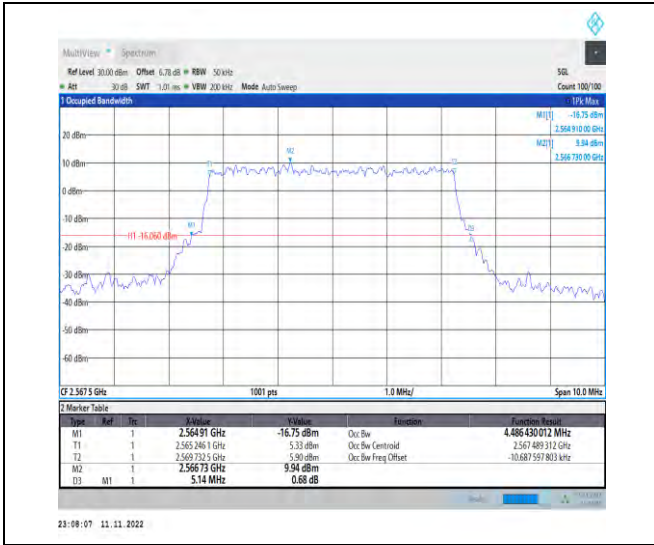 MultiView Spectrum
Ref Level 30.00 dBm Offset 6.78 dB RBW 50 kHz SGL
Att 30 dB SWT 1.01 ms VBW 200 kHz Mode Auto Sweep Count 100/100
1 Occupied Bandwidth 1Pk Max
M1[1] -16.75 dBm
2.564 910 00 GHz
M2[1] 9.94 dBm
2.566 730 00 GHz
20 dBm
M2
10 dBm
T1 T2
0 dBm
-10 dBm
M1
H1 -16.060 dBm
D3
-20 dBm
-30 dBm
-40 dBm
-50 dBm
-60 dBm
CF 2.567 5 GHz 1001 pts 1.0 MHz/ Span 10.0 MHz
2 Marker Table
Type Ref Trc X-Value Y-Value Function Function Result
M1 1 2.564 91 GHz -16.75 dBm Occ Bw 4.486 430 012 MHz
T1 1 2.565 246 1 GHz 5.33 dBm Occ Bw Centroid 2.567 489 312 GHz
T2 1 2.569 732 5 GHz 5.90 dBm Occ Bw Freq Offset -10.687 597 803 kHz
M2 1 2.566 73 GHz 9.94 dBm
D3 M1 1 5.14 MHz 0.68 dB
23:08:07 11.11.2022